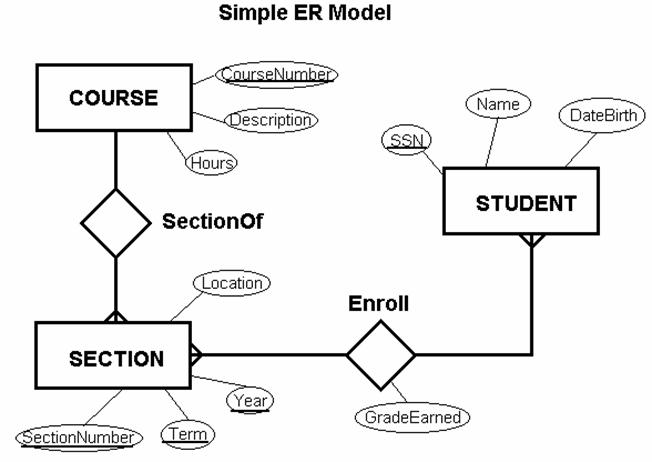 Simple ER Model
COURSE
CourseNumber
Description
Hours
Name
DateBirth
SSN
STUDENT
SectionOf
Location
Enroll
SECTION
Year
GradeEarned
SectionNumber
Term